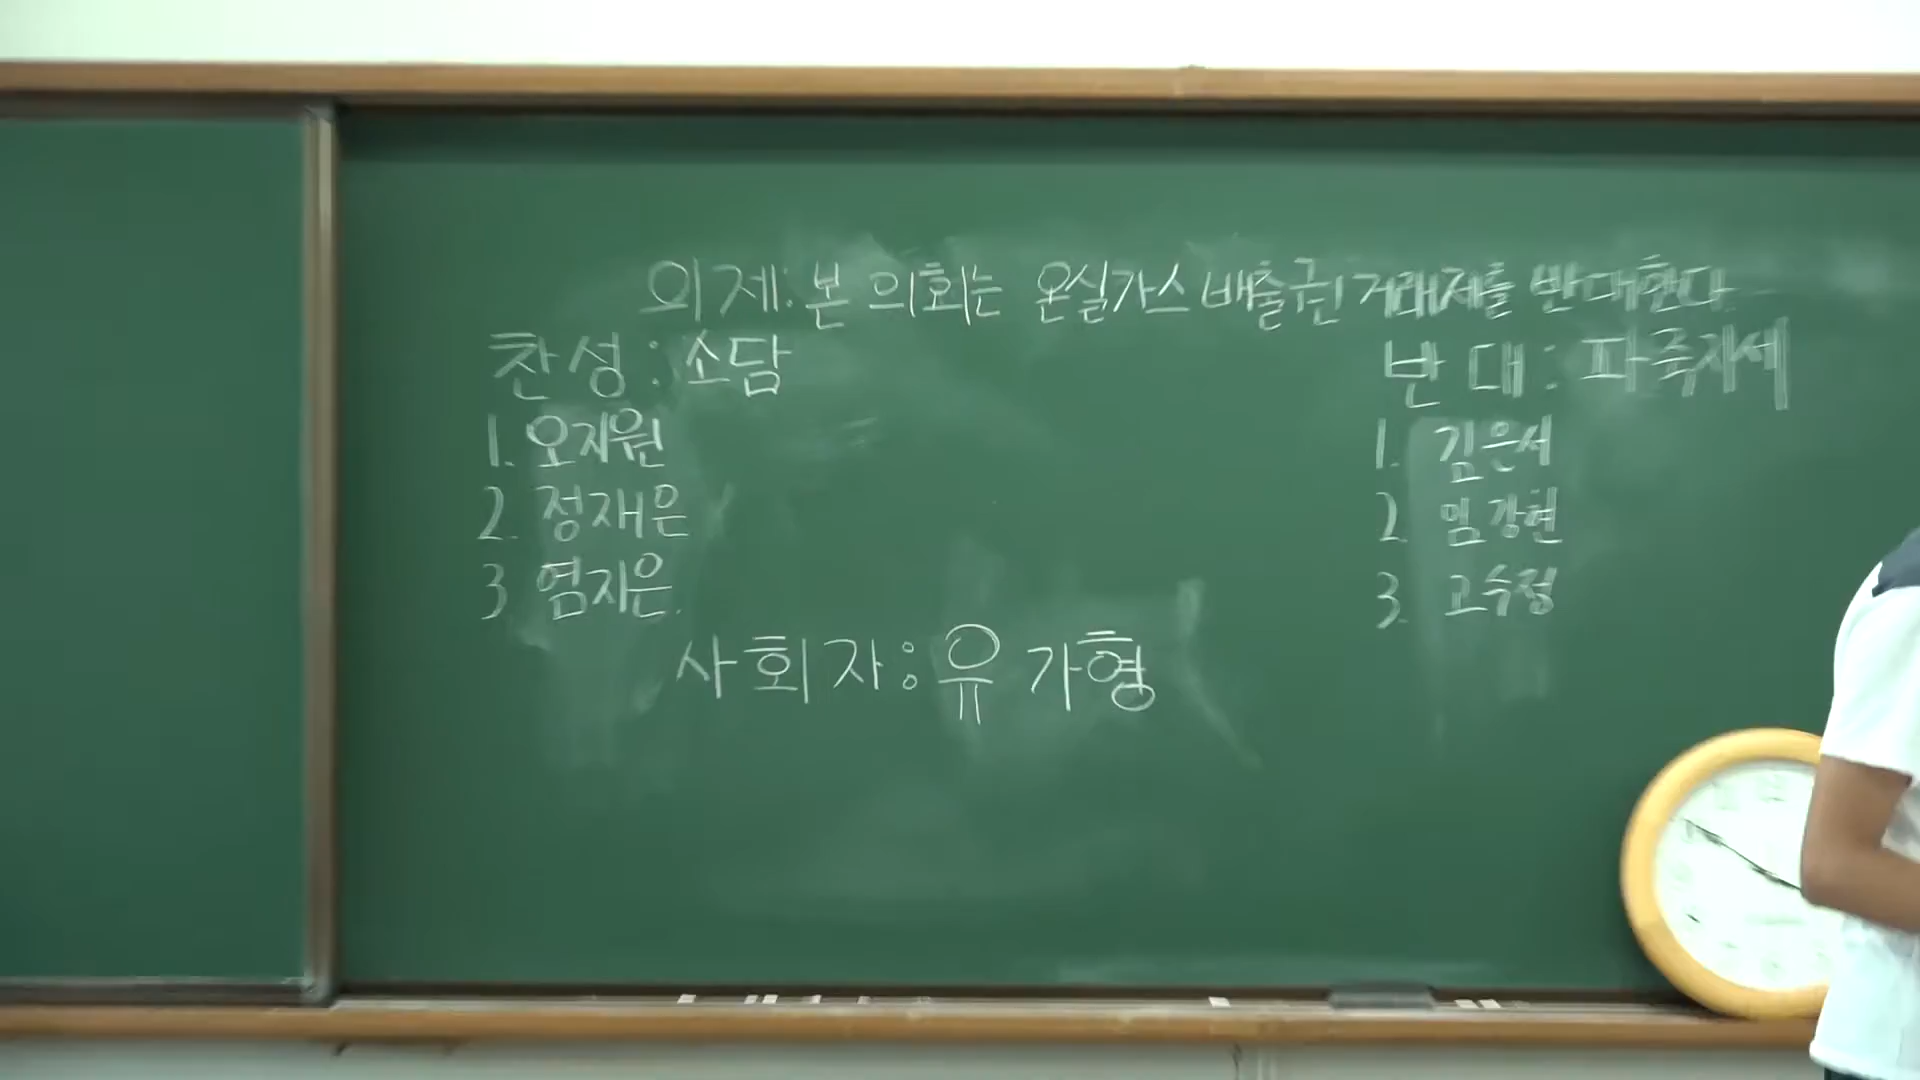 의제: 본 의회는 온실가스 배출권 거래제를 반대한다.
찬성 : 소담
1. 오지원
2. 정재은
3. 염지은.
반대 : 파죽지세
1. 김은서
2. 임강현
3. 고수정
사회자 : 유가형